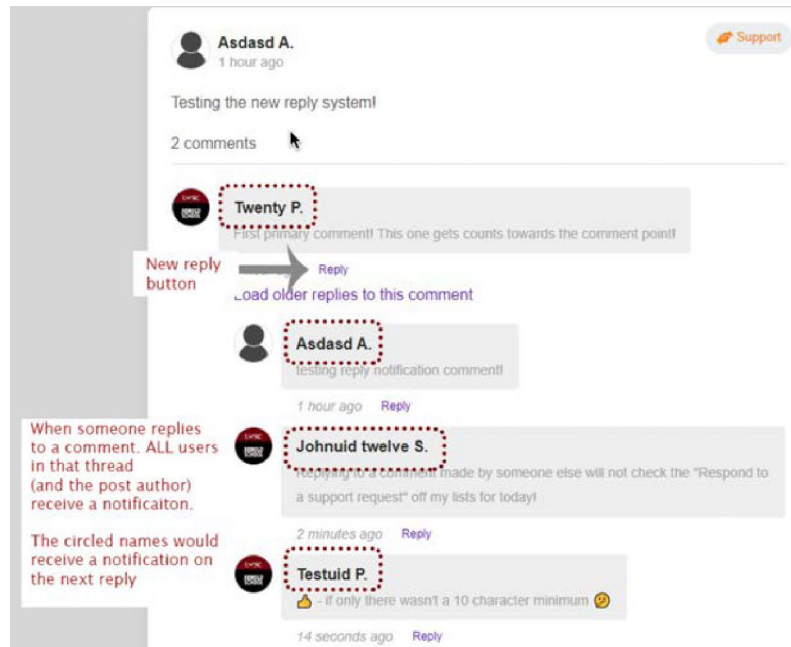 Asdasd A.
1 hour ago
Support
Testing the new reply system!
2 comments
Twenty P.
First primary comment! This one gets counts towards the comment point!
New reply
button
Reply
Load older replies to this comment
Asdasd A.
testing reply notification comment!
1 hour ago Reply
When someone replies
to a comment. ALL users
in that thread
(and the post author)
receive a notificaiton.
The circled names would
receive a notification on
the next reply
Johnuid twelve S.
Replying to a comment made by someone else will not check the "Respond to
a support request" off my lists for today!
2 minutes ago Reply
Testuid P.
👍 - if only there wasn't a 10 character minimum 🤔
14 seconds ago Reply